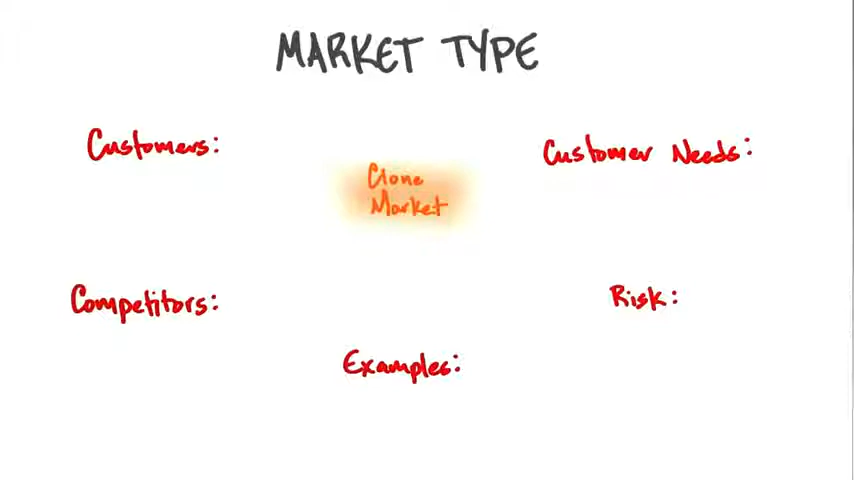 MARKET TYPE
Customers:
Customer Needs:
Clone
Market
Competitors:
Risk:
Examples: